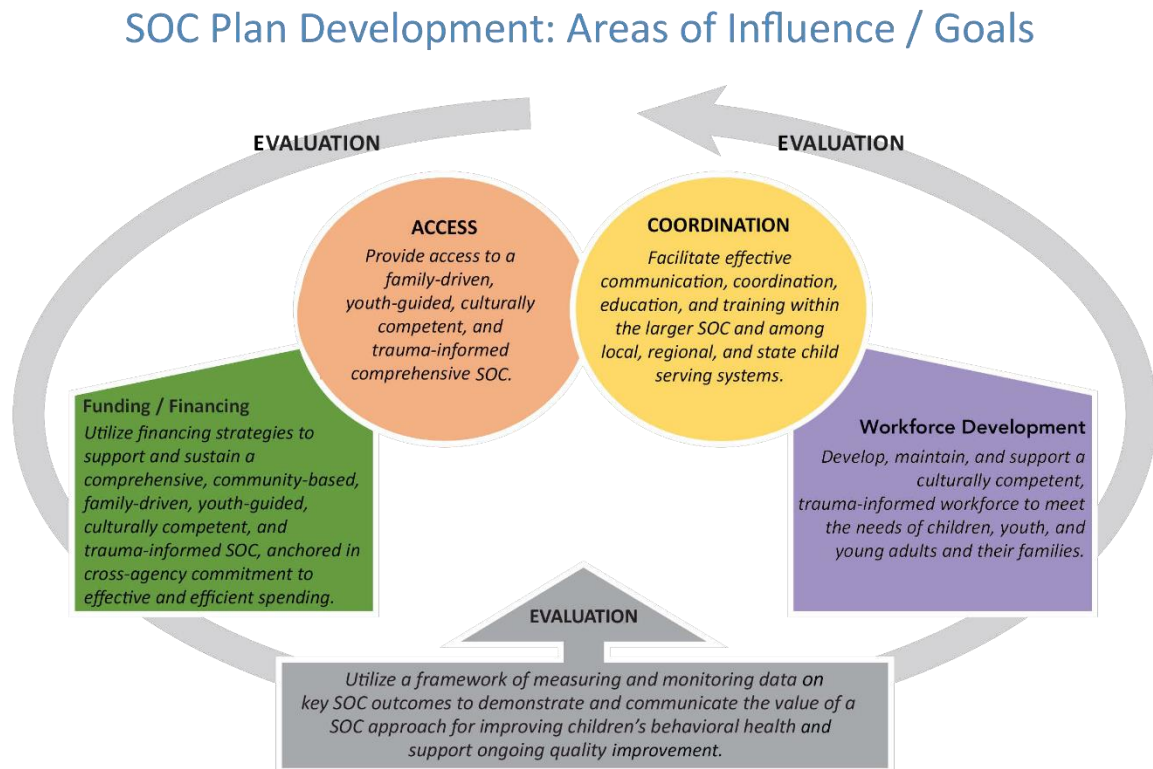 SOC Plan Development: Areas of Influence / Goals
EVALUATION
EVALUATION
ACCESS
Provide access to a
family-driven,
youth-guided, culturally
competent, and
trauma-informed
comprehensive SOC.
COORDINATION
Facilitate effective
communication, coordination,
education, and training within
the larger SOC and among
local, regional, and state child
serving systems.
Funding / Financing
Utilize financing strategies to
support and sustain a
comprehensive, community-based,
family-driven, youth-guided,
culturally competent, and
trauma-informed SOC, anchored in
cross-agency commitment to
effective and efficient spending.
Workforce Development
Develop, maintain, and support a
culturally competent,
trauma-informed workforce to meet
the needs of children, youth, and
young adults and their families.
EVALUATION
Utilize a framework of measuring and monitoring data on
key SOC outcomes to demonstrate and communicate the value of a
SOC approach for improving children's behavioral health and
support ongoing quality improvement.